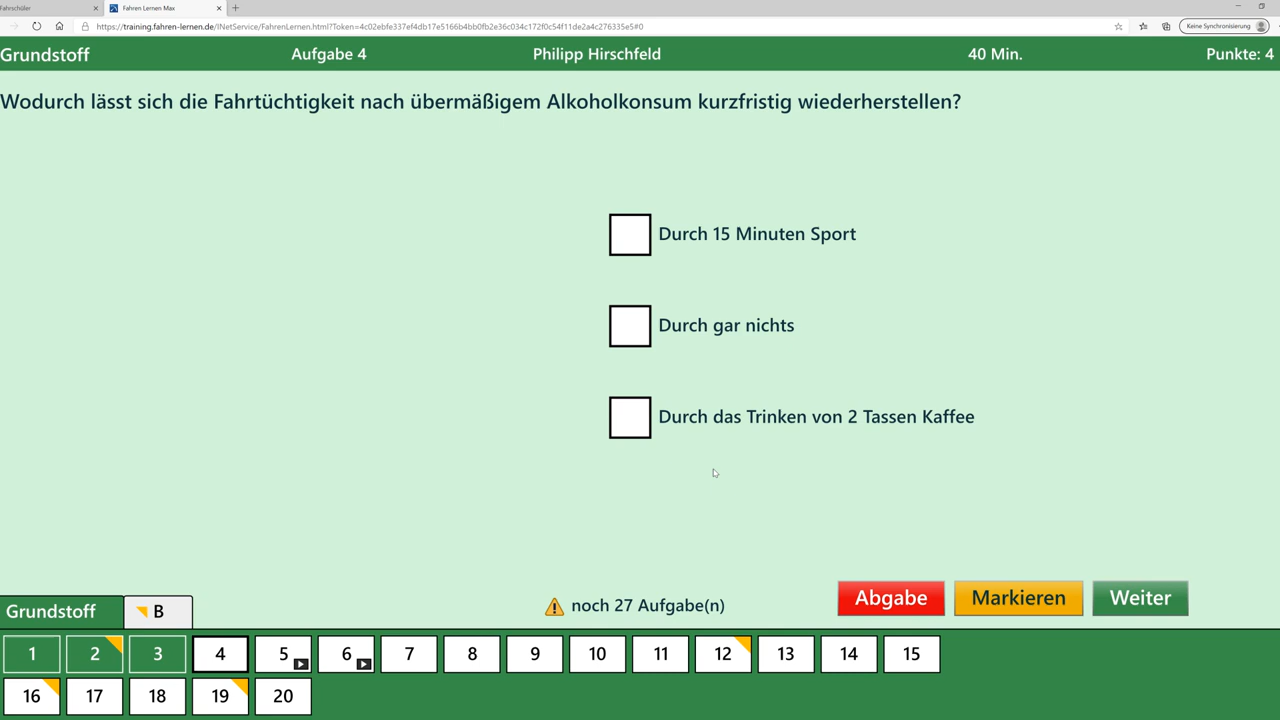 Fahrschüler
Fahren Lernen Max
https://training.fahren-lernen.de/INetService/FahrenLernen.html?Token=4c02ebfe337ef4db17e5166b4bb0fb2e36c034c172f0c54f11de2a4c276335e5#0
Keine Synchronisierung
Grundstoff Aufgabe 4 Philipp Hirschfeld 40 Min. Punkte: 4
Wodurch lässt sich die Fahrtüchtigkeit nach übermäßigem Alkoholkonsum kurzfristig wiederherstellen?
Durch 15 Minuten Sport
Durch gar nichts
Durch das Trinken von 2 Tassen Kaffee
Grundstoff B noch 27 Aufgabe(n) Abgabe Markieren Weiter
1 2 3 4 5 6 7 8 9 10 11 12 13 14 15
16 17 18 19 20